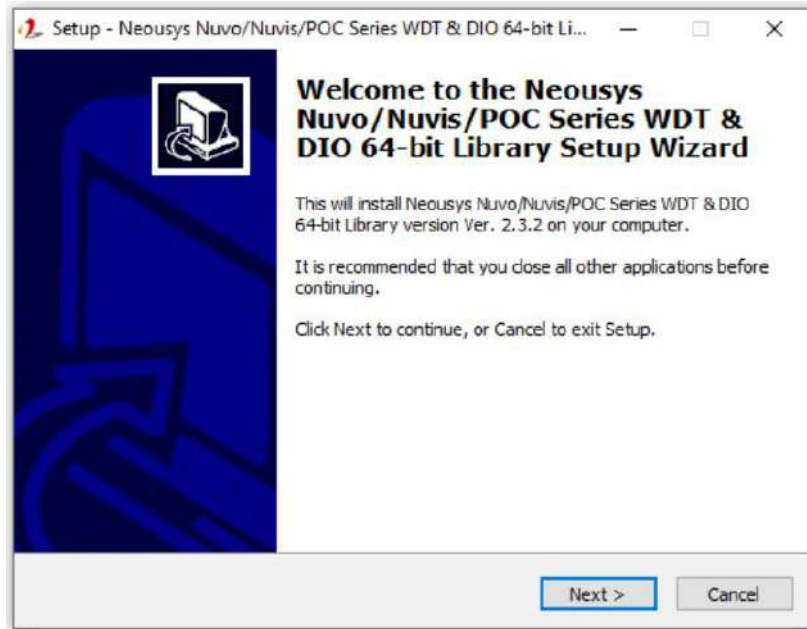 Setup - Neousys Nuvo/Nuvis/POC Series WDT & DIO 64-bit Li...
Welcome to the Neousys
Nuvo/Nuvis/POC Series WDT &
DIO 64-bit Library Setup Wizard
This will install Neousys Nuvo/Nuvis/POC Series WDT & DIO
64-bit Library version Ver. 2.3.2 on your computer.
It is recommended that you close all other applications before
continuing.
Click Next to continue, or Cancel to exit Setup.
Next >
Cancel